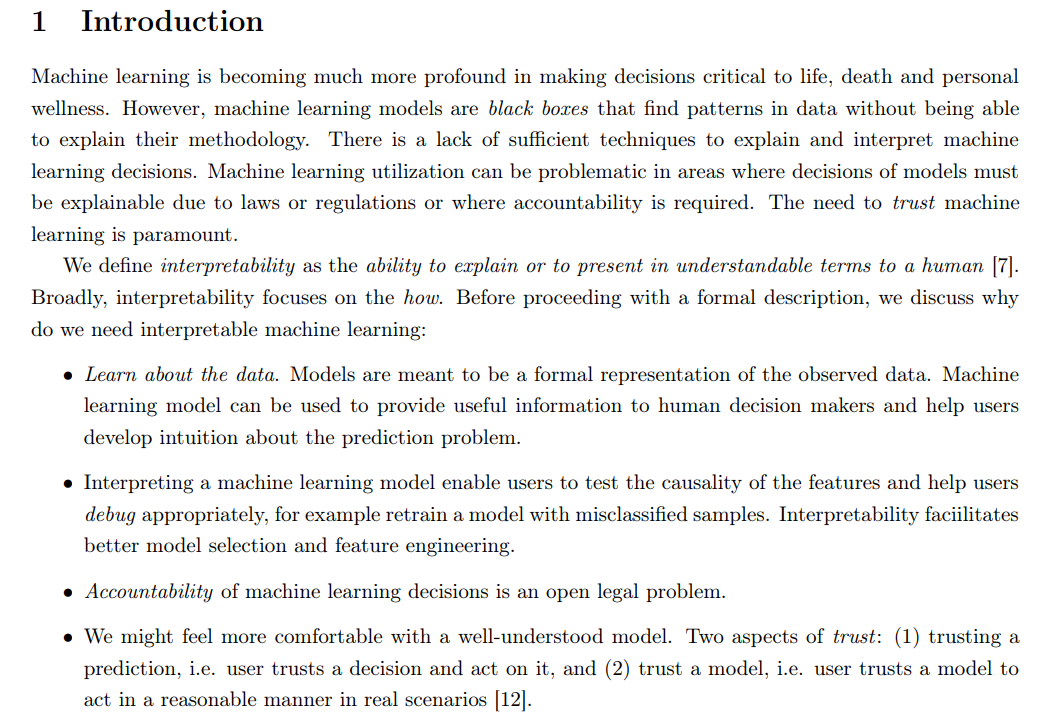 1 Introduction
Machine learning is becoming much more profound in making decisions critical to life, death and personal
wellness. However, machine learning models are black boxes that find patterns in data without being able
to explain their methodology. There is a lack of sufficient techniques to explain and interpret machine
learning decisions. Machine learning utilization can be problematic in areas where decisions of models must
be explainable due to laws or regulations or where accountability is required. The need to trust machine
learning is paramount.
We define interpretability as the ability to explain or to present in understandable terms to a human [7].
Broadly, interpretability focuses on the how. Before proceeding with a formal description, we discuss why
do we need interpretable machine learning:
• Learn about the data. Models are meant to be a formal representation of the observed data. Machine
learning model can be used to provide useful information to human decision makers and help users
develop intuition about the prediction problem.
• Interpreting a machine learning model enable users to test the causality of the features and help users
debug appropriately, for example retrain a model with misclassified samples. Interpretability faciilitates
better model selection and feature engineering.
• Accountability of machine learning decisions is an open legal problem.
• We might feel more comfortable with a well-understood model. Two aspects of trust: (1) trusting a
prediction, i.e. user trusts a decision and act on it, and (2) trust a model, i.e. user trusts a model to
act in a reasonable manner in real scenarios [12].